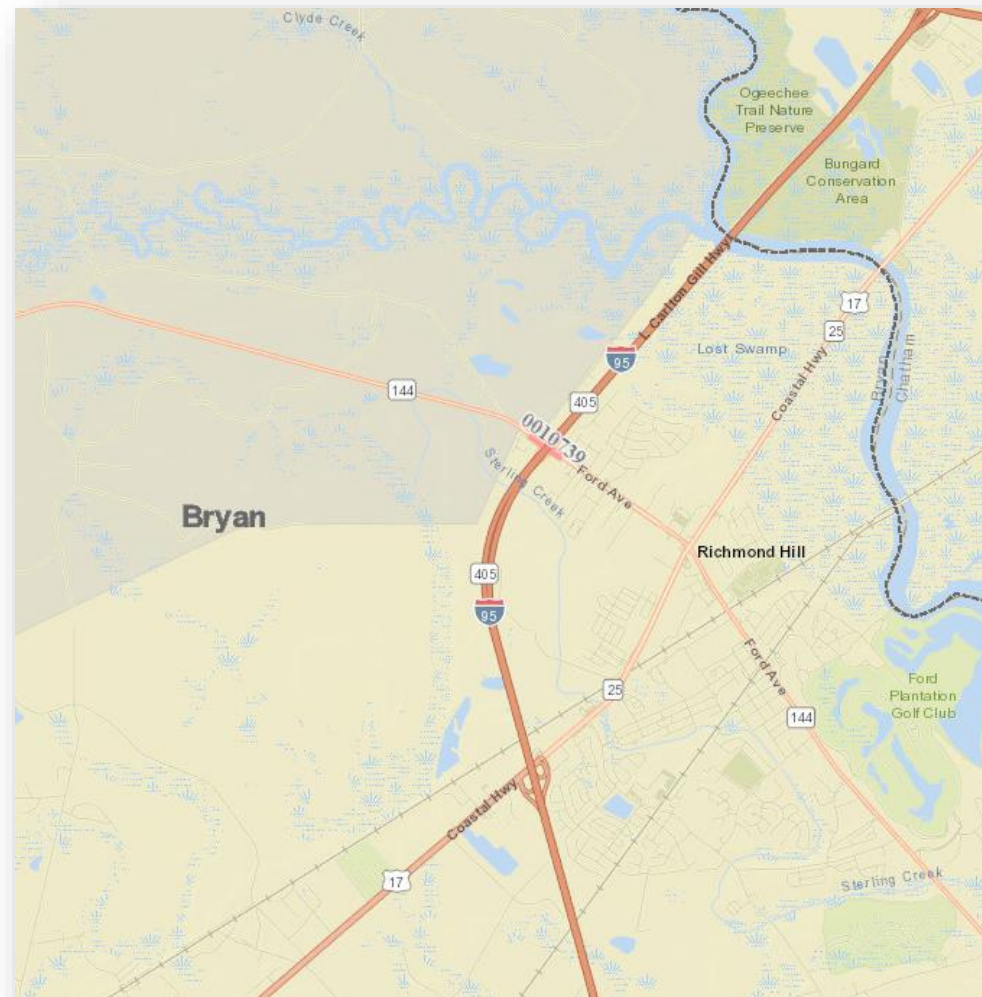 Clyde Creek
Ogeechee
Trail Nature
Preserve
Bungard
Conservation
Area
L Carlton Gill Hwy
17
25
Lost Swamp
95
Coastal Hwy
Bryan
Chatham
144
405
0010739
Sterling Creek
Ford Ave
Bryan
Richmond Hill
405
95
Ford Ave
25
Ford
Plantation
Golf Club
144
Coastal Hwy
17
Sterling Creek